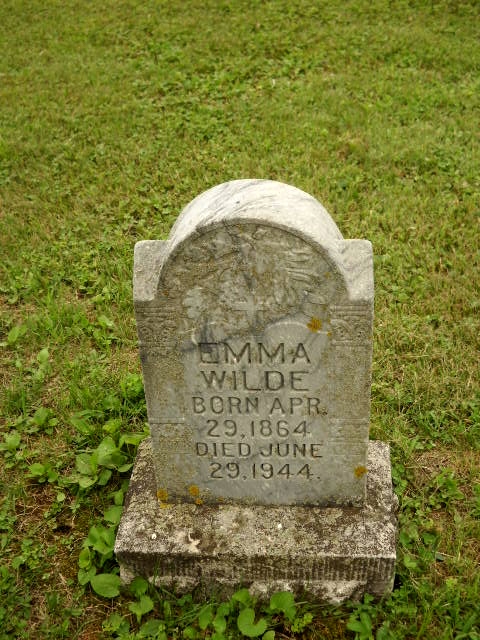 EMMA
WILDE
BORN APR.
29,1864.
DIED JUNE
29,1944.